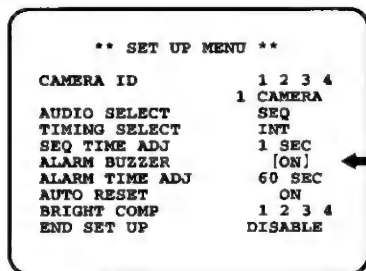 ** SET UP MENU **
CAMERA ID 1 2 3 4
1 CAMERA
AUDIO SELECT SEQ
TIMING SELECT INT
SEQ TIME ADJ 1 SEC
ALARM BUZZER [ON]
ALARM TIME ADJ 60 SEC
AUTO RESET ON
BRIGHT COMP 1 2 3 4
END SET UP DISABLE